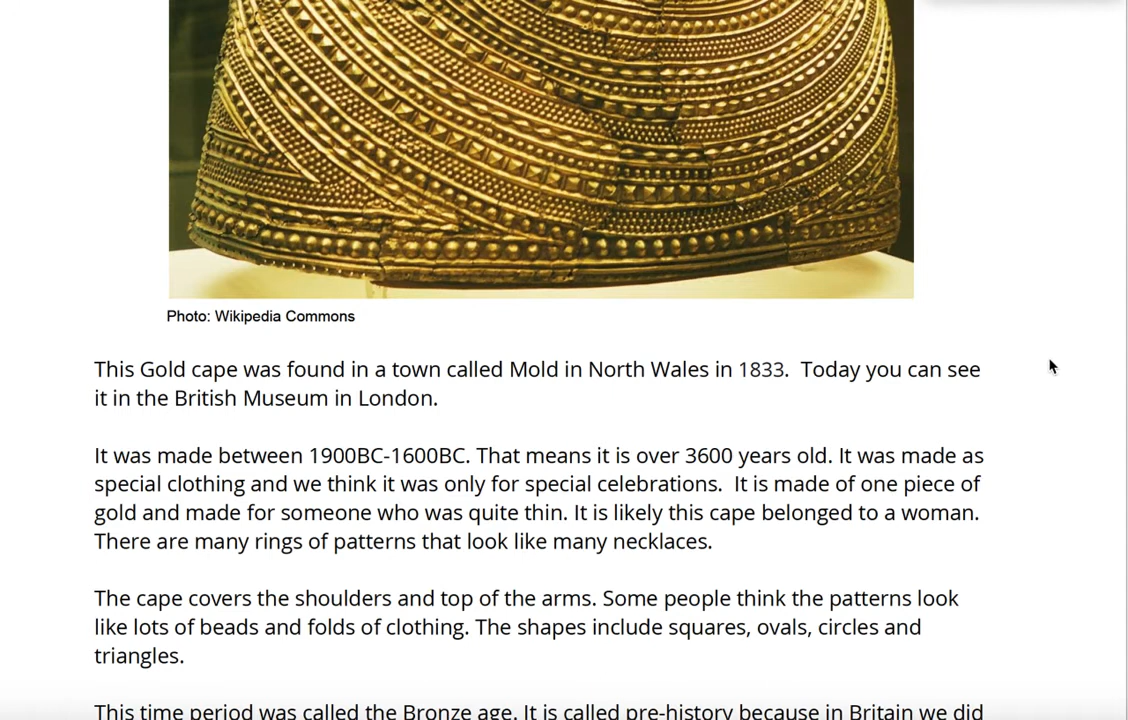 Photo: Wikipedia Commons
This Gold cape was found in a town called Mold in North Wales in 1833.  Today you can see
it in the British Museum in London.
It was made between 1900BC-1600BC. That means it is over 3600 years old. It was made as
special clothing and we think it was only for special celebrations.  It is made of one piece of
gold and made for someone who was quite thin. It is likely this cape belonged to a woman.
There are many rings of patterns that look like many necklaces.
The cape covers the shoulders and top of the arms. Some people think the patterns look
like lots of beads and folds of clothing. The shapes include squares, ovals, circles and
triangles.
This time period was called the Bronze age. It is called pre-history because in Britain we did